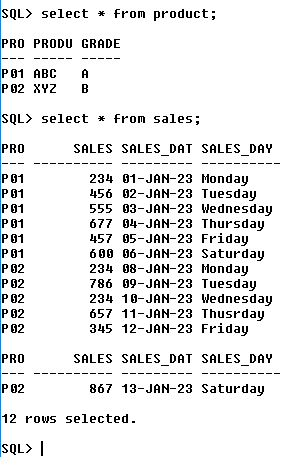 SQL> select * from product;
PRO PRODU GRADE
--- ----- -----
P01 ABC   A
P02 XYZ   B
SQL> select * from sales;
PRO      SALES SALES_DAT SALES_DAY
--- ---------- --------- ----------
P01        234 01-JAN-23 Monday
P01        456 02-JAN-23 Tuesday
P01        555 03-JAN-23 Wednesday
P01        677 04-JAN-23 Thursday
P01        457 05-JAN-23 Friday
P01        600 06-JAN-23 Saturday
P02        234 08-JAN-23 Monday
P02        786 09-JAN-23 Tuesday
P02        234 10-JAN-23 Wednesday
P02        657 11-JAN-23 Thusrday
P02        345 12-JAN-23 Friday
PRO      SALES SALES_DAT SALES_DAY
--- ---------- --------- ----------
P02        867 13-JAN-23 Saturday
12 rows selected.
SQL>